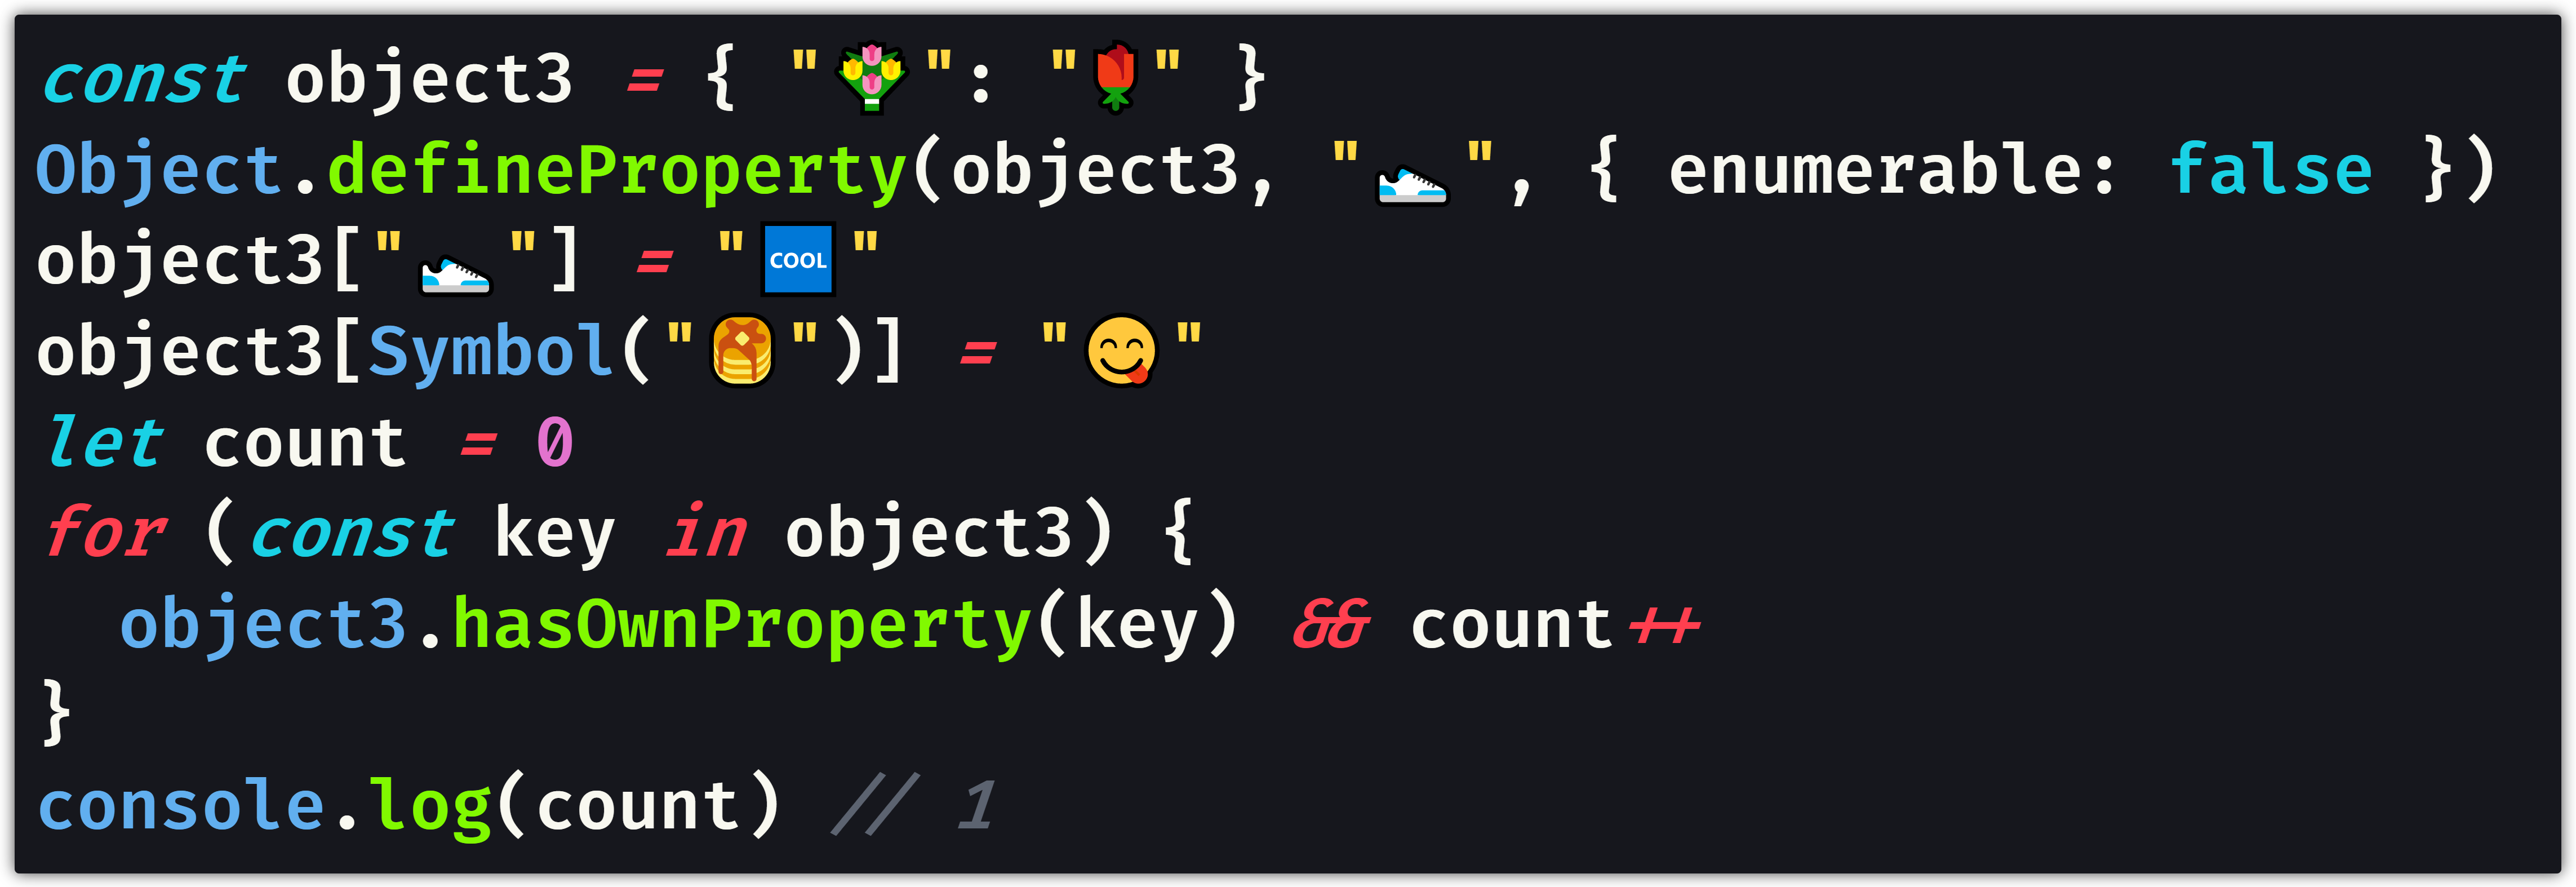 const object3 = { "💐": "🌹" }
Object.defineProperty(object3, "👟", { enumerable: false })
object3["👟"] = "🆒"
object3[Symbol("🥞")] = "😋"
let count = 0
for (const key in object3) {
  object3.hasOwnProperty(key) && count++
}
console.log(count) // 1